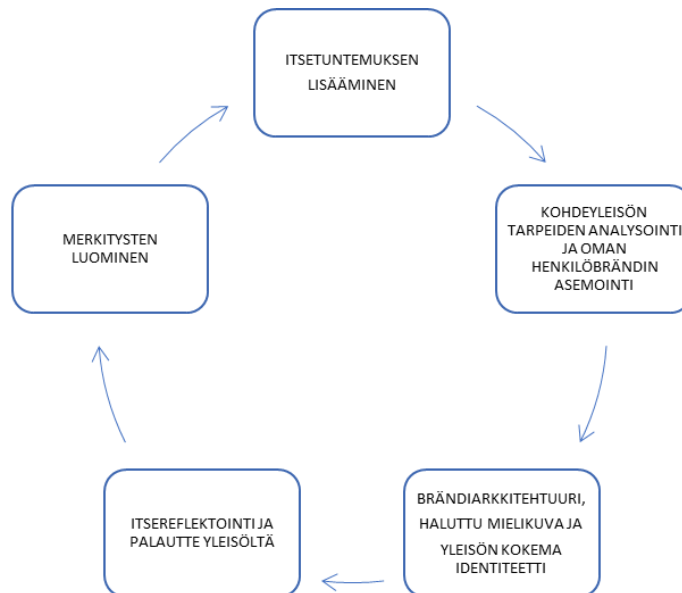 ITSETUNTEMUKSEN
LISÄÄMINEN
KOHDEYLEISÖN
TARPEIDEN ANALYSOINTI
JA OMAN
HENKILÖBRÄNDIN
ASEMOINTI
BRÄNDIARKKITEHTUURI,
HALUTTU MIELIKUVA JA
YLEISÖN KOKEMA
IDENTITEETTI
ITSEREFLEKTOINTI JA
PALAUTTE YLEISÖLTÄ
MERKITYSTEN
LUOMINEN